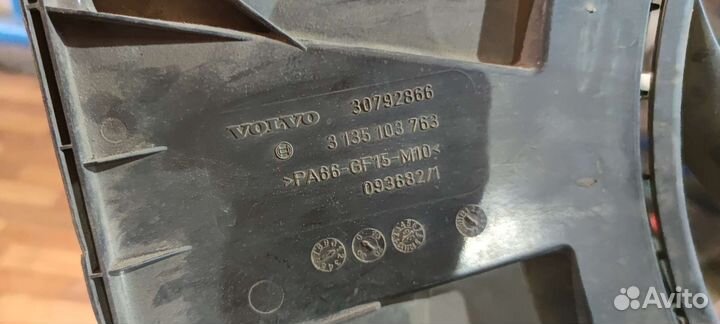 VOLVO 30792866
3 135 103 763
>PA66-GF15-M10<
093682/1
Avito